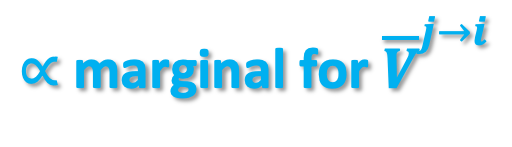 ∝ marginal for V̅^{j→i}